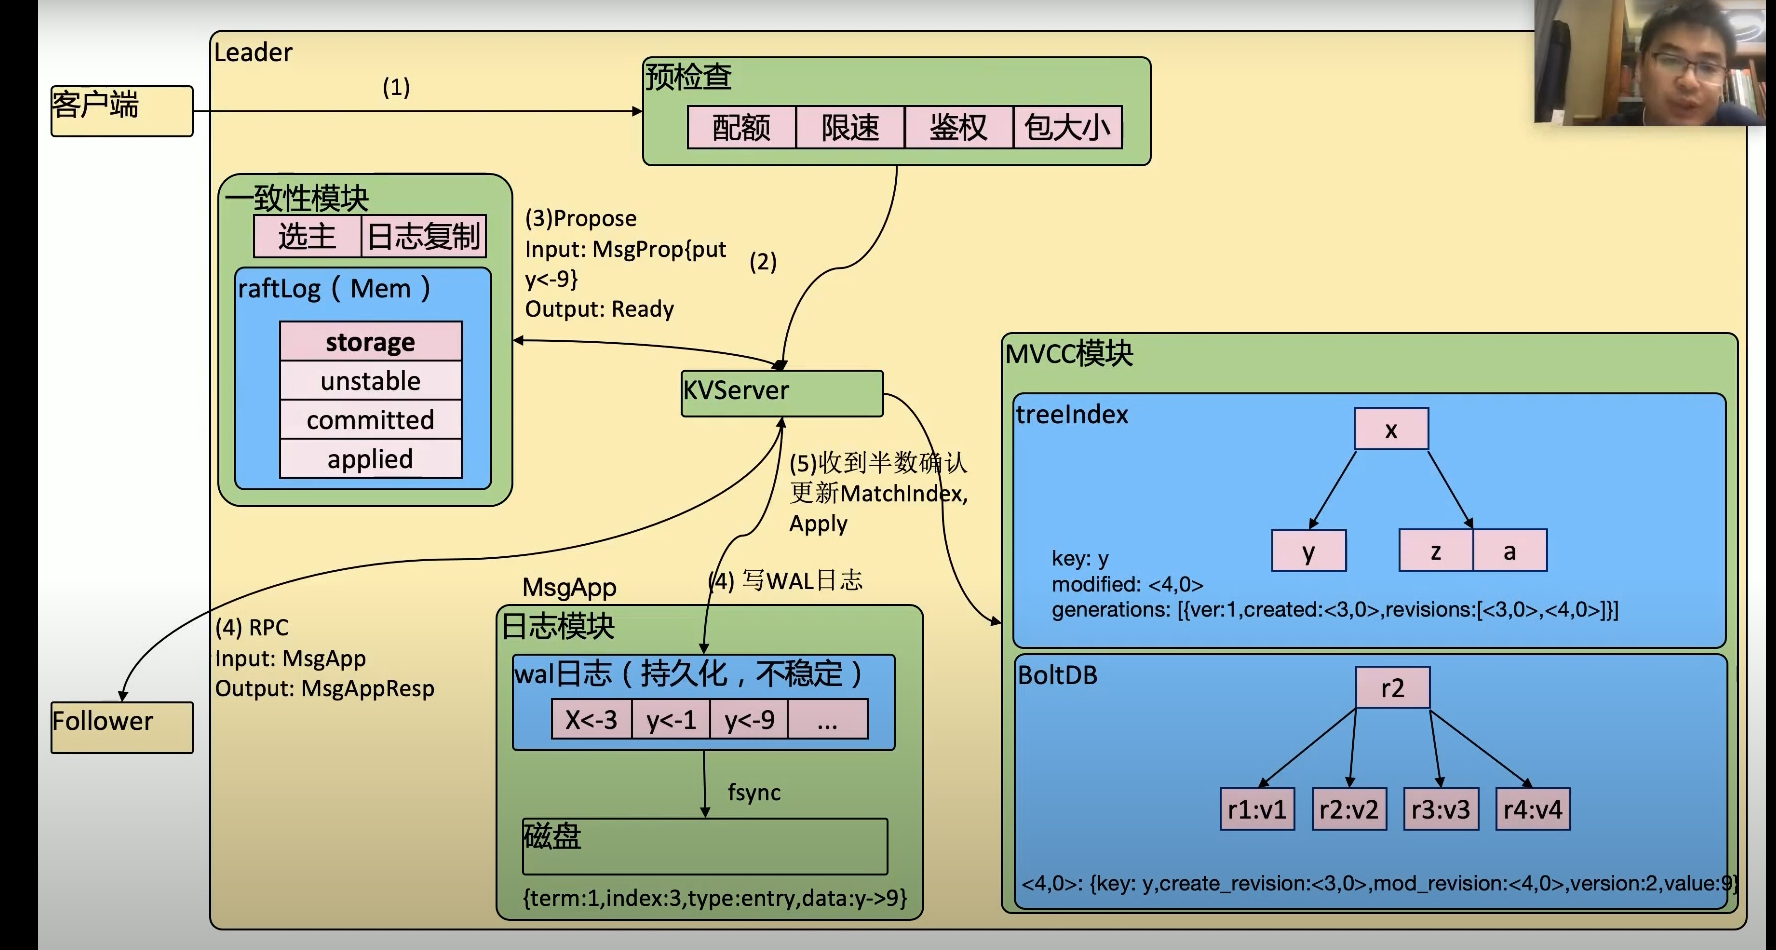 Leader
客户端
(1)
预检查
配额 限速 鉴权 包大小
(2)
一致性模块
选主 日志复制
raftLog（Mem）
storage
unstable
committed
applied
(3)Propose
Input: MsgProp{put
y<-9}
Output: Ready
KVServer
(5)收到半数确认
更新MatchIndex,
Apply
(4) 写WAL日志
MsgApp
(4) RPC
Input: MsgApp
Output: MsgAppResp
Follower
日志模块
wal日志（持久化，不稳定）
X<-3 y<-1 y<-9 ...
fsync
磁盘
{term:1,index:3,type:entry,data:y->9}
MVCC模块
treeIndex
x
y z a
key: y
modified: <4,0>
generations: [{ver:1,created:<3,0>,revisions:[<3,0>,<4,0>]}]
BoltDB
r2
r1:v1 r2:v2 r3:v3 r4:v4
<4,0>: {key: y,create_revision:<3,0>,mod_revision:<4,0>,version:2,value:9}